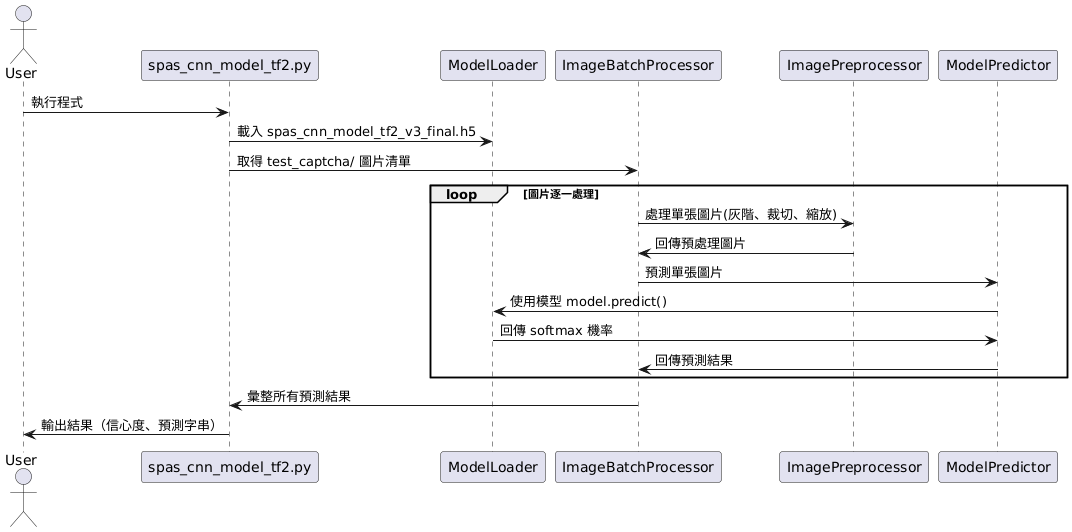 User
spas_cnn_model_tf2.py
ModelLoader
ImageBatchProcessor
ImagePreprocessor
ModelPredictor
執行程式
載入 spas_cnn_model_tf2_v3_final.h5
取得 test_captcha/ 圖片清單
loop
[圖片逐一處理]
處理單張圖片(灰階、裁切、縮放)
回傳預處理圖片
預測單張圖片
使用模型 model.predict()
回傳 softmax 機率
回傳預測結果
彙整所有預測結果
輸出結果（信心度、預測字串）
User
spas_cnn_model_tf2.py
ModelLoader
ImageBatchProcessor
ImagePreprocessor
ModelPredictor